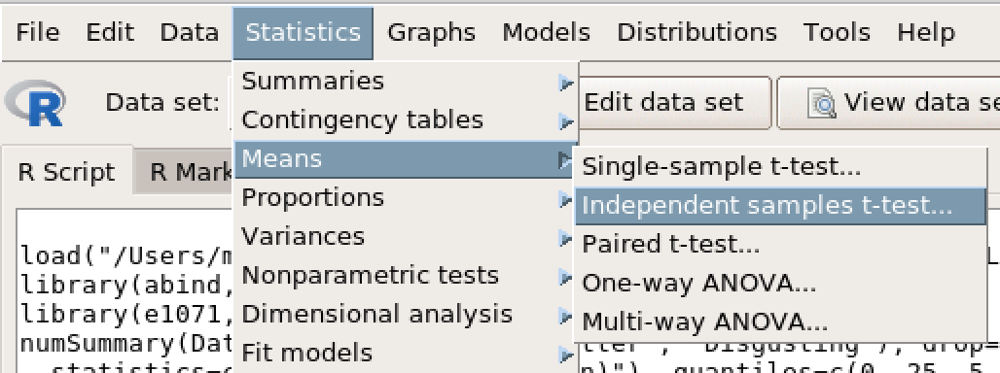 File Edit Data Statistics Graphs Models Distributions Tools Help
R Data set: Edit data set View data se
Summaries
Contingency tables
Means
Proportions
Variances
Nonparametric tests
Dimensional analysis
Fit models
Single-sample t-test...
Independent samples t-test...
Paired t-test...
One-way ANOVA...
Multi-way ANOVA...
R Script R Mark
load("/Users/m
library(abind,
library(e1071,
numSummary(Dat "Disgusting"), drop=
statistics=c n)"), quantiles=c(0, .25, .5